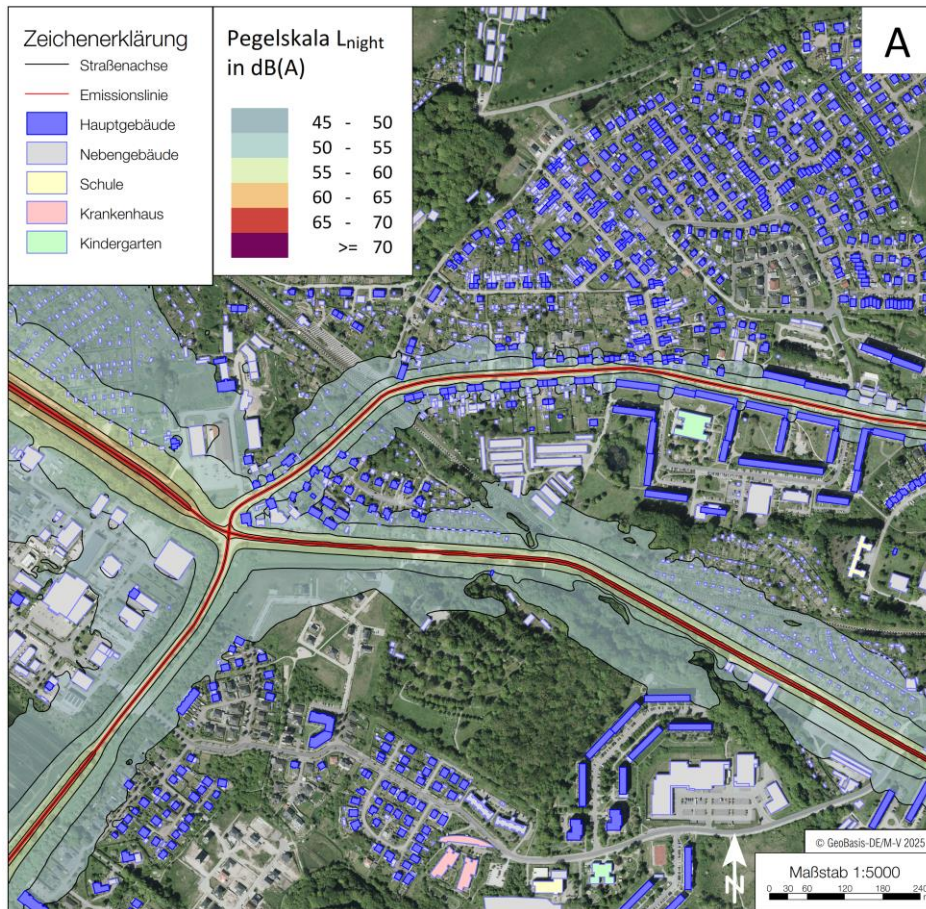 Zeichenerklärung
Straßenachse
Emissionslinie
Hauptgebäude
Nebengebäude
Schule
Krankenhaus
Kindergarten
Pegelskala Lnight
in dB(A)
45 - 50
50 - 55
55 - 60
60 - 65
65 - 70
>= 70
A
© GeoBasis-DE/M-V 2025
N
Maßstab 1:5000
0 30 60 120 180 240